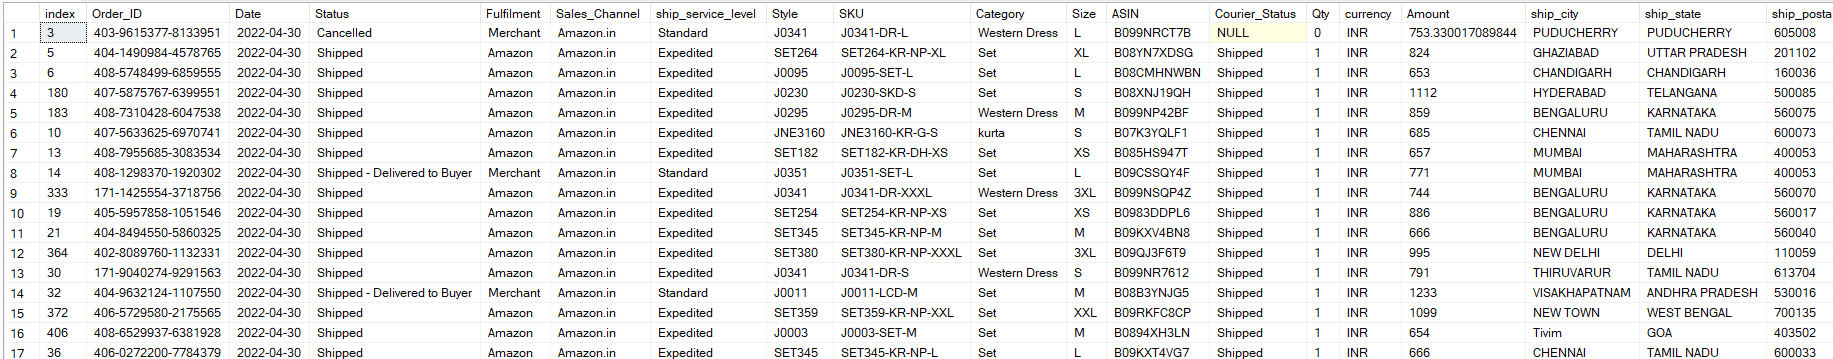 index Order_ID Date Status Fulfilment Sales_Channel ship_service_level Style SKU Category Size ASIN Courier_Status Qty currency Amount ship_city ship_state ship_posta
1 3 403-9615377-8133951 2022-04-30 Cancelled Merchant Amazon.in Standard J0341 J0341-DR-L Western Dress L B099NRCT7B NULL 0 INR 753.330017089844 PUDUCHERRY PUDUCHERRY 605008
2 5 404-1490984-4578765 2022-04-30 Shipped Amazon Amazon.in Expedited SET264 SET264-KR-NP-XL Set XL B08YN7XDSG Shipped 1 INR 824 GHAZIABAD UTTAR PRADESH 201102
3 6 408-5748499-6859555 2022-04-30 Shipped Amazon Amazon.in Expedited J0095 J0095-SET-L Set L B08CMHNWBN Shipped 1 INR 653 CHANDIGARH CHANDIGARH 160036
4 180 407-5875767-6399551 2022-04-30 Shipped Amazon Amazon.in Expedited J0230 J0230-SKD-S Set S B08XNJ19QH Shipped 1 INR 1112 HYDERABAD TELANGANA 500085
5 183 408-7310428-6047538 2022-04-30 Shipped Amazon Amazon.in Expedited J0295 J0295-DR-M Western Dress M B099NP42BF Shipped 1 INR 859 BENGALURU KARNATAKA 560075
6 10 407-5633625-6970741 2022-04-30 Shipped Amazon Amazon.in Expedited JNE3160 JNE3160-KR-G-S kurta S B07K3YQLF1 Shipped 1 INR 685 CHENNAI TAMIL NADU 600073
7 13 408-7955685-3083534 2022-04-30 Shipped Amazon Amazon.in Expedited SET182 SET182-KR-DH-XS Set XS B085HS947T Shipped 1 INR 657 MUMBAI MAHARASHTRA 400053
8 14 408-1298370-1920302 2022-04-30 Shipped - Delivered to Buyer Merchant Amazon.in Standard J0351 J0351-SET-L Set L B09CSSQY4F Shipped 1 INR 771 MUMBAI MAHARASHTRA 400053
9 333 171-1425554-3718756 2022-04-30 Shipped Amazon Amazon.in Expedited J0341 J0341-DR-XXXL Western Dress 3XL B099NSQP4Z Shipped 1 INR 744 BENGALURU KARNATAKA 560070
10 19 405-5957858-1051546 2022-04-30 Shipped Amazon Amazon.in Expedited SET254 SET254-KR-NP-XS Set XS B0983DDPL6 Shipped 1 INR 886 BENGALURU KARNATAKA 560017
11 21 404-8494550-5860325 2022-04-30 Shipped Amazon Amazon.in Expedited SET345 SET345-KR-NP-M Set M B09KXV4BN8 Shipped 1 INR 666 BENGALURU KARNATAKA 560040
12 364 402-8089760-1132331 2022-04-30 Shipped Amazon Amazon.in Expedited SET380 SET380-KR-NP-XXXL Set 3XL B09QJ3F6T9 Shipped 1 INR 995 NEW DELHI DELHI 110059
13 30 171-9040274-9291563 2022-04-30 Shipped Amazon Amazon.in Expedited J0341 J0341-DR-S Western Dress S B099NR7612 Shipped 1 INR 791 THIRUVARUR TAMIL NADU 613704
14 32 404-9632124-1107550 2022-04-30 Shipped - Delivered to Buyer Merchant Amazon.in Standard J0011 J0011-LCD-M Set M B08B3YNJG5 Shipped 1 INR 1233 VISAKHAPATNAM ANDHRA PRADESH 530016
15 372 406-5729580-2175565 2022-04-30 Shipped Amazon Amazon.in Expedited SET359 SET359-KR-NP-XXL Set XXL B09RKFC8CP Shipped 1 INR 1099 NEW TOWN WEST BENGAL 700135
16 406 408-6529937-6381928 2022-04-30 Shipped Amazon Amazon.in Expedited J0003 J0003-SET-M Set M B0894XH3LN Shipped 1 INR 654 Tivim GOA 403502
17 36 406-0272200-7784379 2022-04-30 Shipped Amazon Amazon.in Expedited SET345 SET345-KR-NP-L Set L B09KXT4VG7 Shipped 1 INR 666 CHENNAI TAMIL NADU 600033